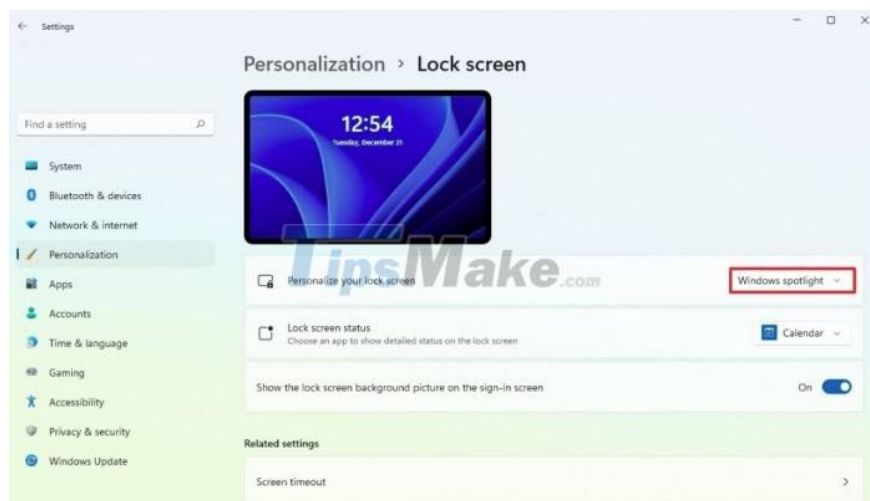 Settings
Personalization > Lock screen
12:54
Tuesday, December 21
Find a setting
System
Bluetooth & devices
Network & internet
Personalization
Apps
Accounts
Time & language
Gaming
Accessibility
Privacy & security
Windows Update
TipsMake.com
Personalize your lock screen
Windows spotlight
Lock screen status
Choose an app to show detailed status on the lock screen
Calendar
Show the lock screen background picture on the sign-in screen
On
Related settings
Screen timeout